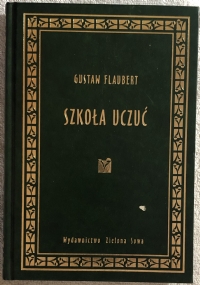 GUSTAW FLAUBERT
SZKOŁA UCZUĆ
Wydawnictwo Zielona Sowa